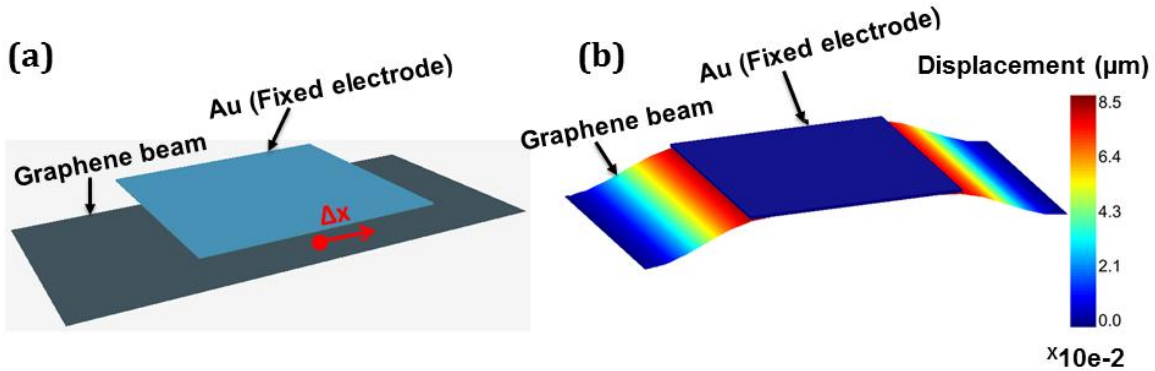 (a)
Au (Fixed electrode)
Graphene beam
Δx
(b)
Au (Fixed electrode)
Graphene beam
Displacement (μm)
8.5
6.4
4.3
2.1
0.0
X10e-2